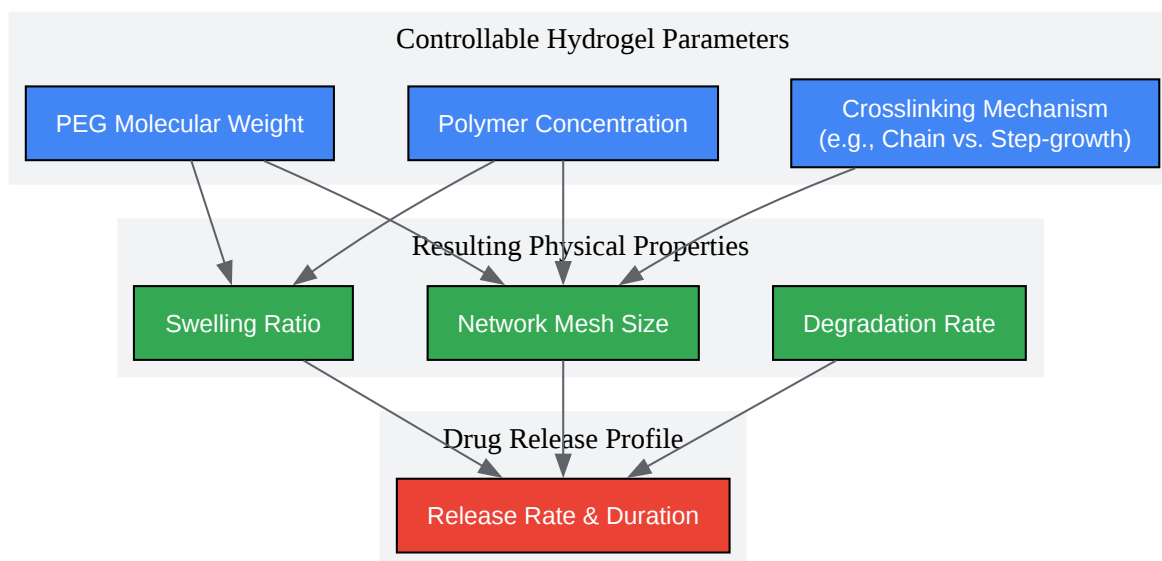 Controllable Hydrogel Parameters
PEG Molecular Weight
Polymer Concentration
Crosslinking Mechanism
(e.g., Chain vs. Step-growth)
Resulting Physical Properties
Swelling Ratio
Network Mesh Size
Degradation Rate
Drug Release Profile
Release Rate & Duration